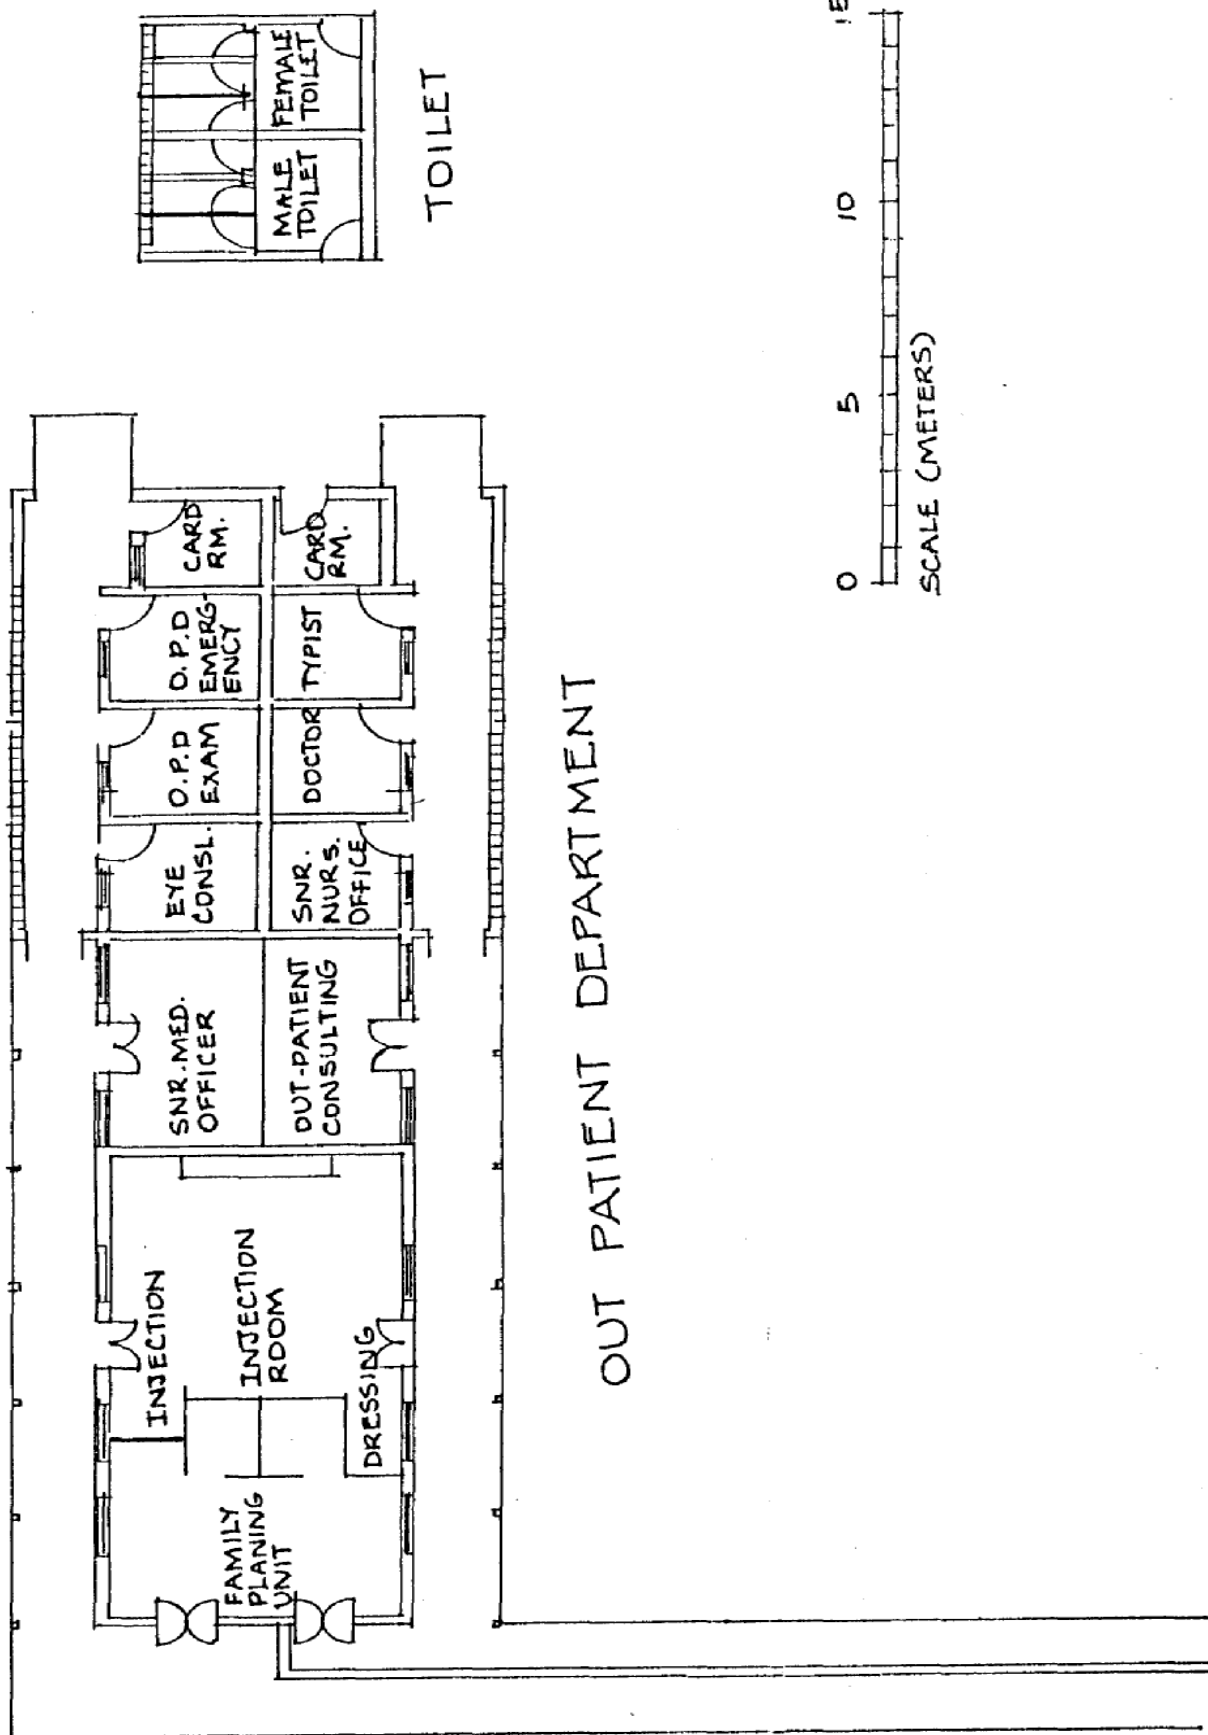 MALE
TOILET
FEMALE
TOILET
TOILET
FAMILY
PLANING
UNIT
INJECTION
INJECTION
ROOM
DRESSING
SNR.MED.
OFFICER
OUT-PATIENT
CONSULTING
EYE
CONSL.
SNR.
NURS.
OFFICE
O.P.D
EXAM
DOCTOR
O.P.D
EMERG-
ENCY
TYPIST
CARD
RM.
CARD
RM.
OUT PATIENT DEPARTMENT
0 5 10 15
SCALE (METERS)